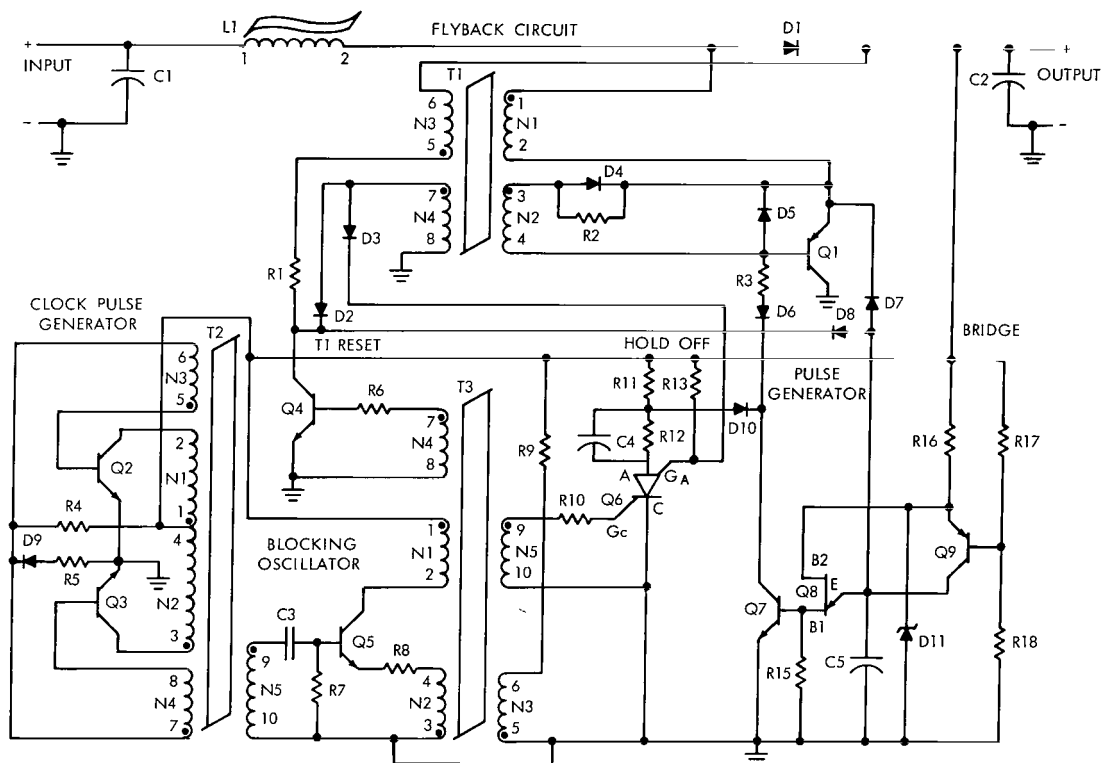 L1
FLYBACK CIRCUIT
D1
+
1
2
+
INPUT
C1
T1
C2
OUTPUT
-
6
N3
5
1
N1
2
-
D4
7
N4
8
3
N2
4
R2
D5
D3
Q1
R1
R3
CLOCK PULSE
GENERATOR
D2
D6
D7
D8
T2
T1 RESET
HOLD OFF
BRIDGE
6
N3
5
R11
R13
PULSE
GENERATOR
T3
R6
Q4
7
N4
8
R9
C4
R12
D10
R16
R17
2
N1
1
Q2
A
GA
Q6
C
R10
Gc
R4
4
N2
3
BLOCKING
OSCILLATOR
1
N1
2
9
N5
10
Q9
D9
R5
B2
E
Q8
B1
Q3
Q7
C3
Q5
R8
D11
R18
R15
C5
8
N4
7
9
N5
10
R7
4
N2
3
6
N3
5